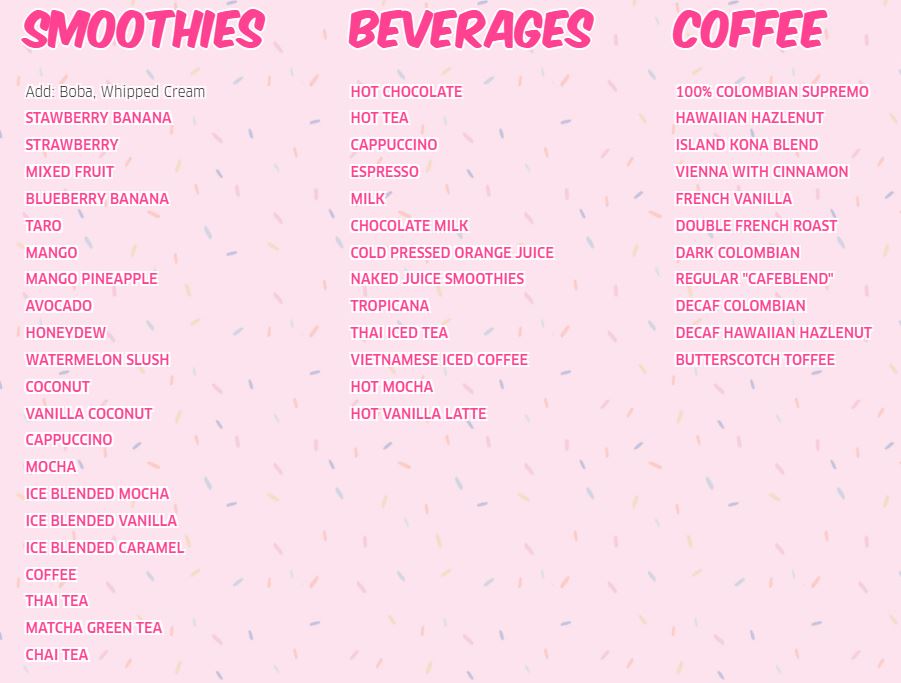 SMOOTHIES
Add: Boba, Whipped Cream
STAWBERRY BANANA
STRAWBERRY
MIXED FRUIT
BLUEBERRY BANANA
TARO
MANGO
MANGO PINEAPPLE
AVOCADO
HONEYDEW
WATERMELON SLUSH
COCONUT
VANILLA COCONUT
CAPPUCCINO
MOCHA
ICE BLENDED MOCHA
ICE BLENDED VANILLA
ICE BLENDED CARAMEL
COFFEE
THAI TEA
MATCHA GREEN TEA
CHAI TEA
BEVERAGES
HOT CHOCOLATE
HOT TEA
CAPPUCCINO
ESPRESSO
MILK
CHOCOLATE MILK
COLD PRESSED ORANGE JUICE
NAKED JUICE SMOOTHIES
TROPICANA
THAI ICED TEA
VIETNAMESE ICED COFFEE
HOT MOCHA
HOT VANILLA LATTE
COFFEE
100% COLOMBIAN SUPREMO
HAWAIIAN HAZLENUT
ISLAND KONA BLEND
VIENNA WITH CINNAMON
FRENCH VANILLA
DOUBLE FRENCH ROAST
DARK COLOMBIAN
REGULAR "CAFEBLEND"
DECAF COLOMBIAN
DECAF HAWAIIAN HAZLENUT
BUTTERSCOTCH TOFFEE